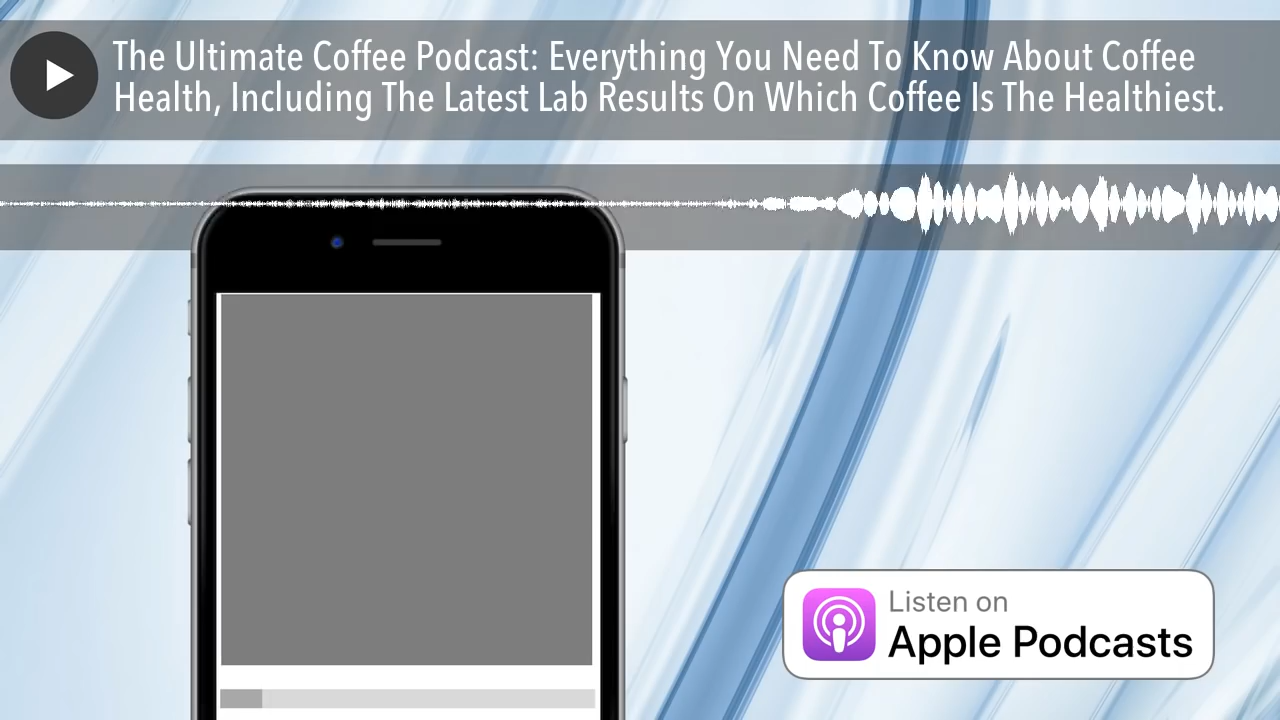 The Ultimate Coffee Podcast: Everything You Need To Know About Coffee
Health, Including The Latest Lab Results On Which Coffee Is The Healthiest.
Listen on
Apple Podcasts